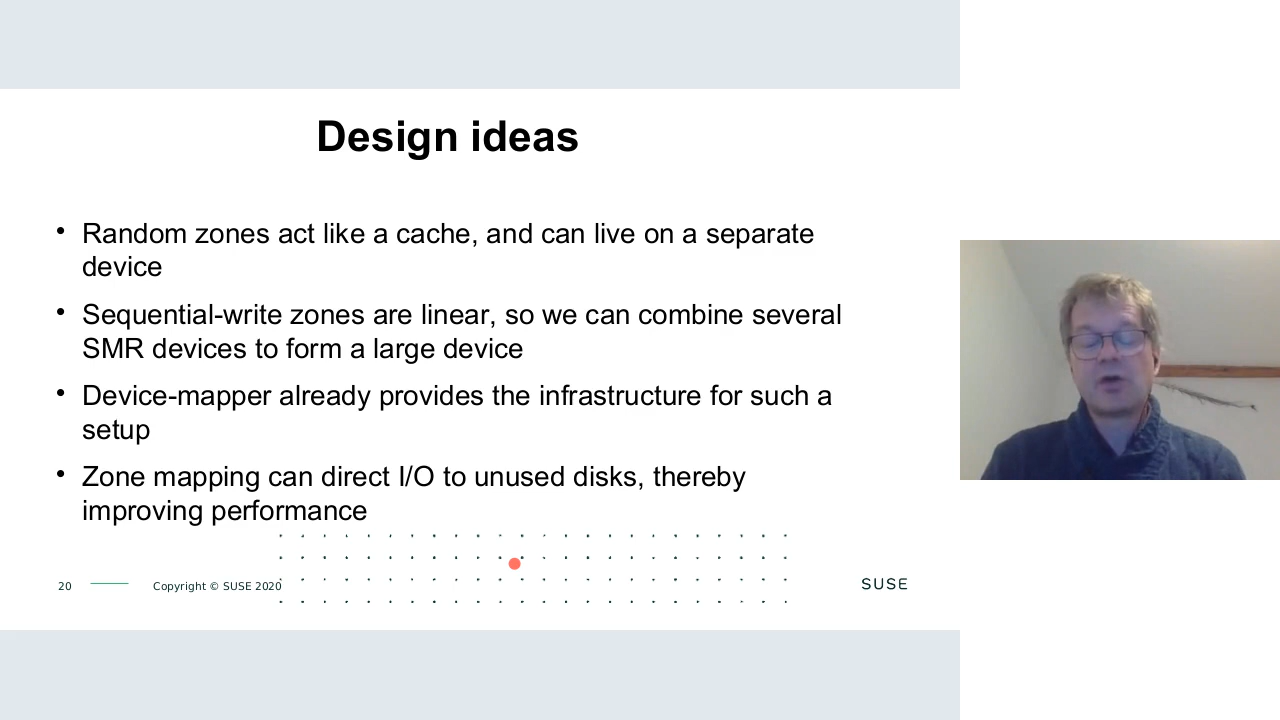 Design ideas
• Random zones act like a cache, and can live on a separate
device
• Sequential-write zones are linear, so we can combine several
SMR devices to form a large device
• Device-mapper already provides the infrastructure for such a
setup
• Zone mapping can direct I/O to unused disks, thereby
improving performance
20
Copyright © SUSE 2020
SUSE